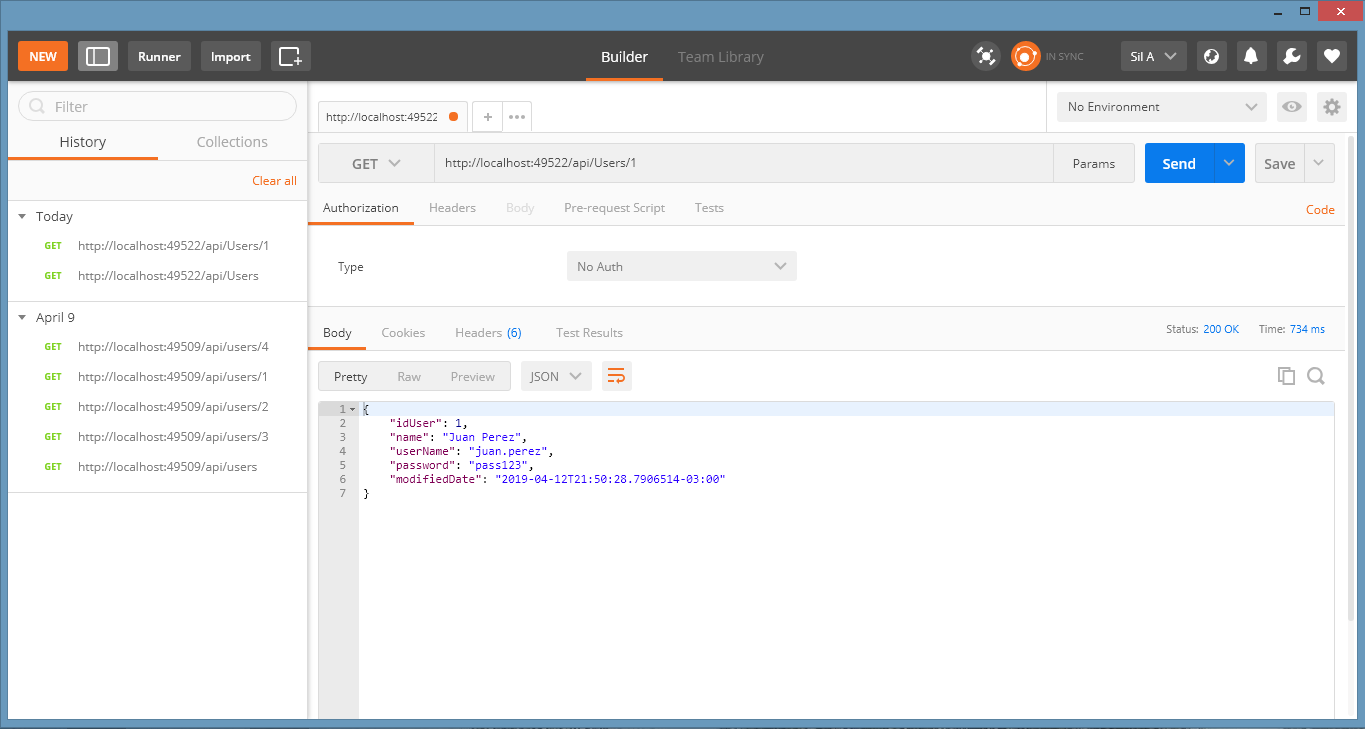 NEW Runner Import Builder Team Library IN SYNC Sil A
Filter
History Collections
Clear all
Today
GET http://localhost:49522/api/Users/1
GET http://localhost:49522/api/Users
April 9
GET http://localhost:49509/api/users/4
GET http://localhost:49509/api/users/1
GET http://localhost:49509/api/users/2
GET http://localhost:49509/api/users/3
GET http://localhost:49509/api/users
http://localhost:49522 + ••• No Environment
GET http://localhost:49522/api/Users/1 Params Send Save
Authorization Headers Body Pre-request Script Tests Code
Type No Auth
Body Cookies Headers (6) Test Results Status: 200 OK Time: 734 ms
Pretty Raw Preview JSON
1 {
2 "idUser": 1,
3 "name": "Juan Perez",
4 "userName": "juan.perez",
5 "password": "pass123",
6 "modifiedDate": "2019-04-12T21:50:28.7906514-03:00"
7 }